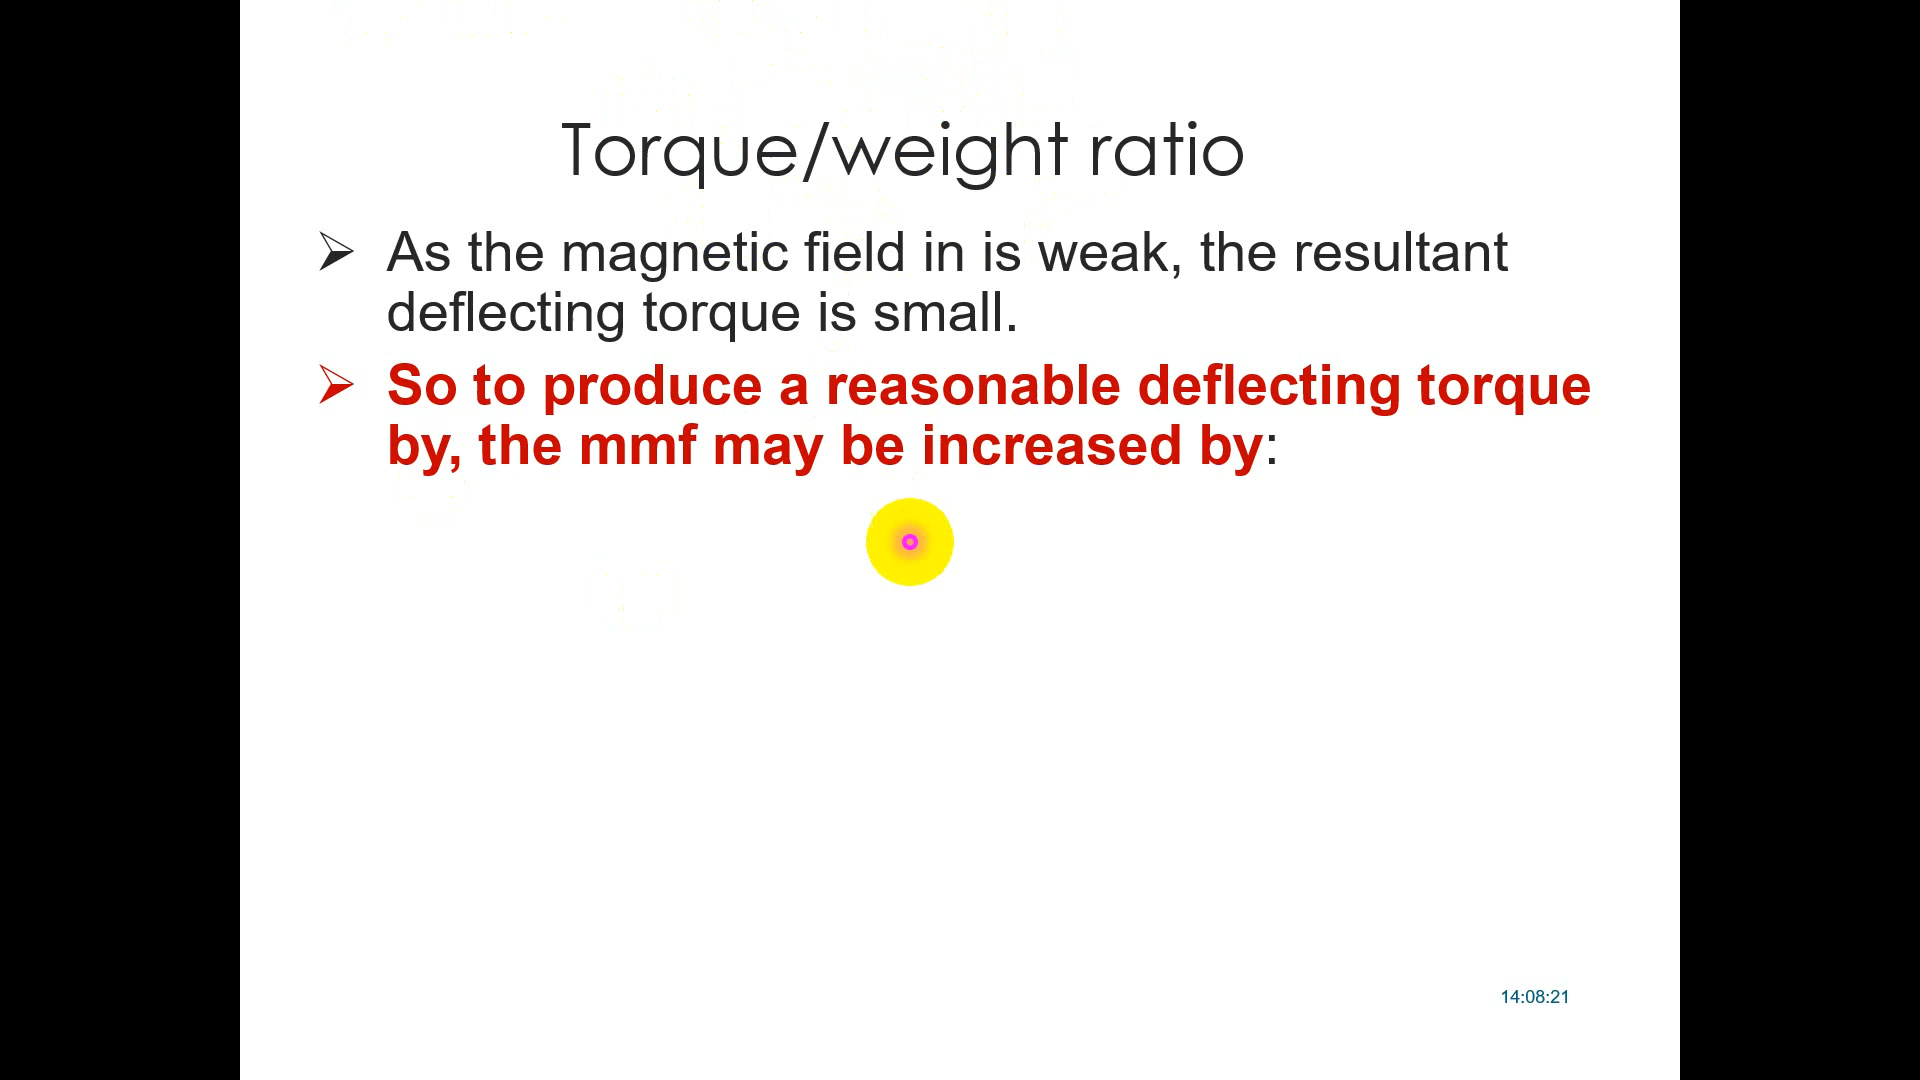 Torque/weight ratio
As the magnetic field in is weak, the resultant
deflecting torque is small.
So to produce a reasonable deflecting torque
by, the mmf may be increased by:
14:08:21